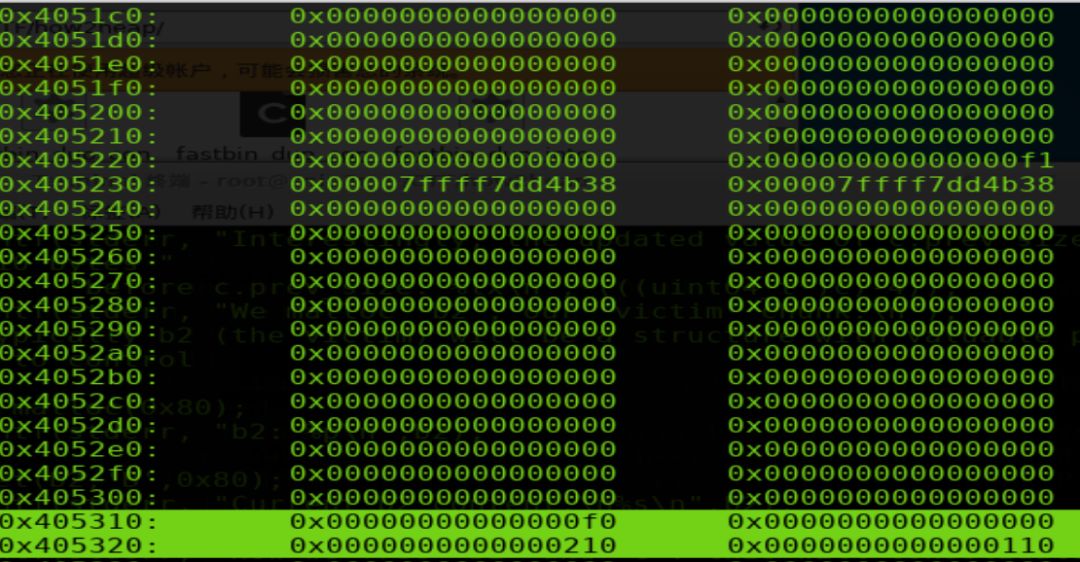 0x4051c0: 0x0000000000000000 0x0000000000000000
0x4051d0: 0x0000000000000000 0x0000000000000000
0x4051e0: 0x0000000000000000 0x0000000000000000
0x4051f0: 0x0000000000000000 0x0000000000000000
0x405200: 0x0000000000000000 0x0000000000000000
0x405210: 0x0000000000000000 0x0000000000000000
0x405220: 0x0000000000000000 0x00000000000000f1
0x405230: 0x00007ffff7dd4b38 0x00007ffff7dd4b38
0x405240: 0x0000000000000000 0x0000000000000000
0x405250: 0x0000000000000000 0x0000000000000000
0x405260: 0x0000000000000000 0x0000000000000000
0x405270: 0x0000000000000000 0x0000000000000000
0x405280: 0x0000000000000000 0x0000000000000000
0x405290: 0x0000000000000000 0x0000000000000000
0x4052a0: 0x0000000000000000 0x0000000000000000
0x4052b0: 0x0000000000000000 0x0000000000000000
0x4052c0: 0x0000000000000000 0x0000000000000000
0x4052d0: 0x0000000000000000 0x0000000000000000
0x4052e0: 0x0000000000000000 0x0000000000000000
0x4052f0: 0x0000000000000000 0x0000000000000000
0x405300: 0x0000000000000000 0x0000000000000000
0x405310: 0x00000000000000f0 0x0000000000000000
0x405320: 0x0000000000000210 0x0000000000000110